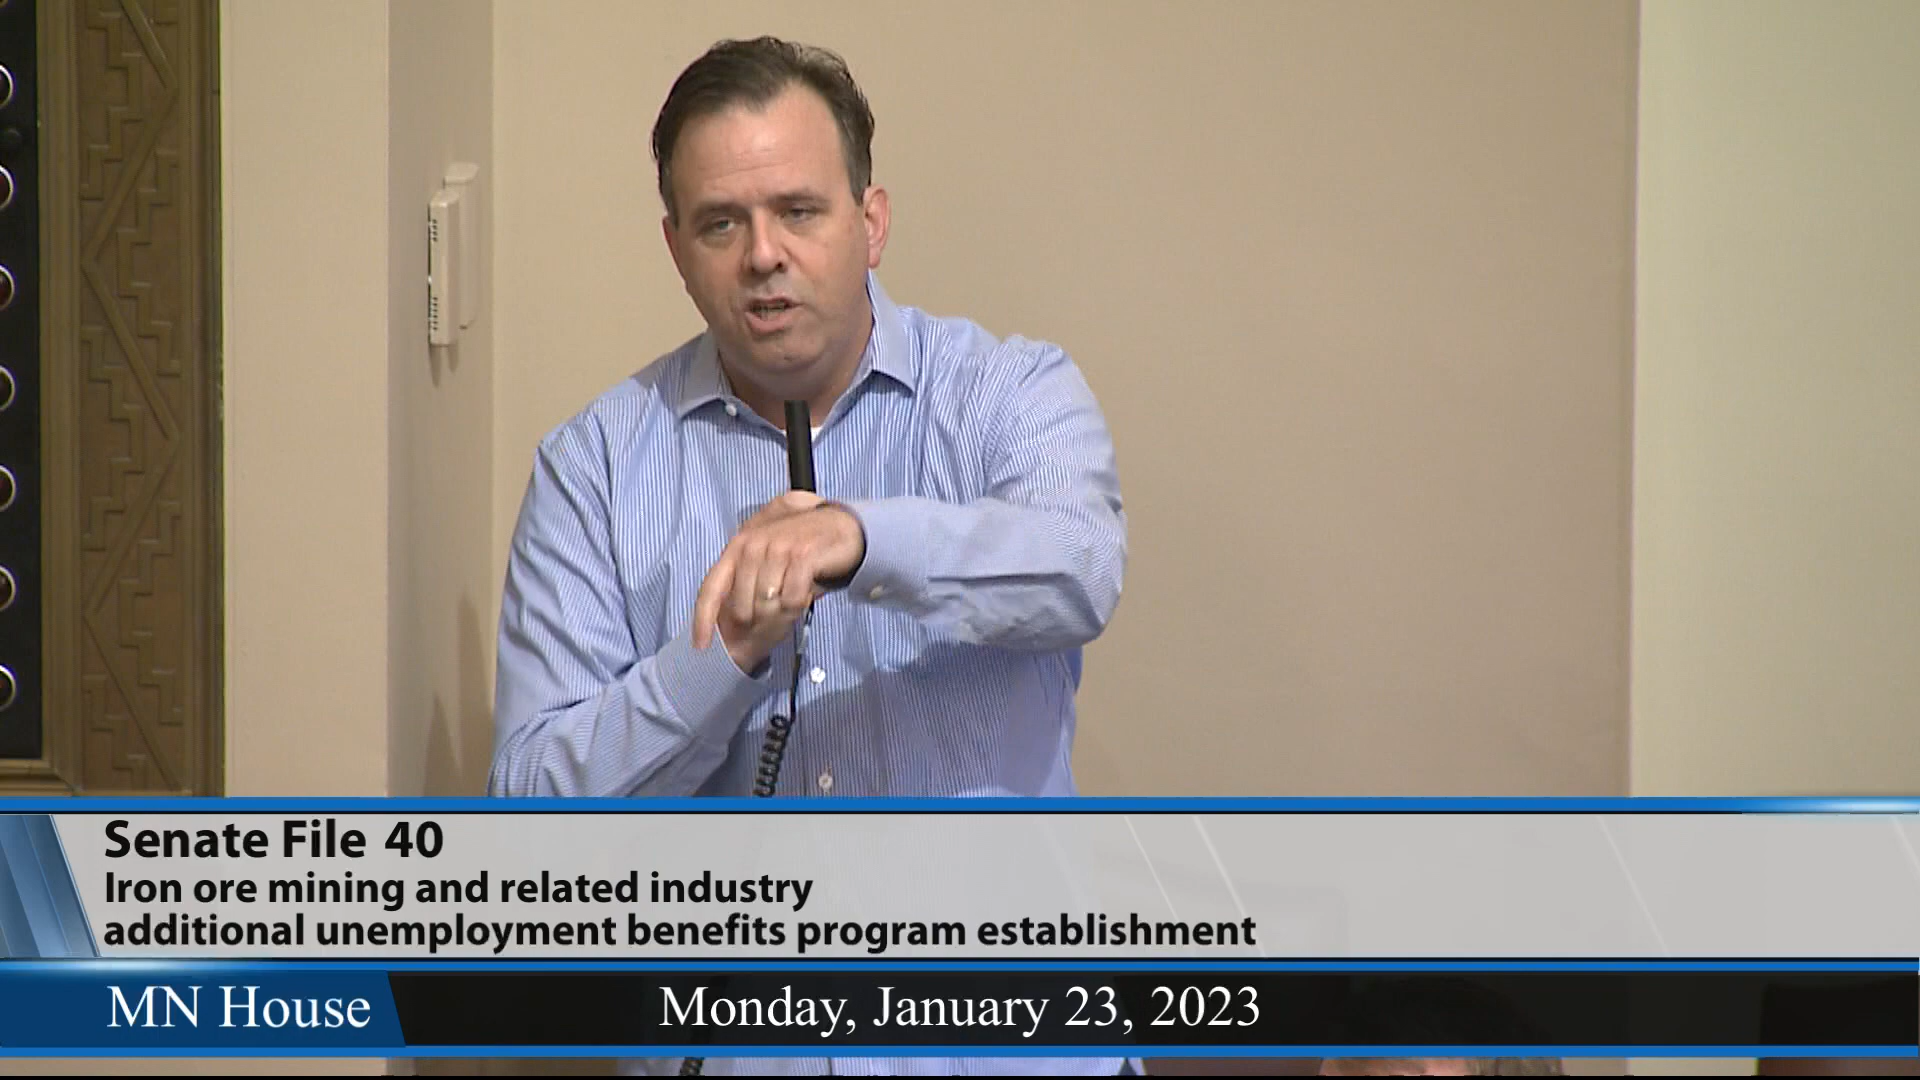 Senate File 40
Iron ore mining and related industry
additional unemployment benefits program establishment
MN House
Monday, January 23, 2023